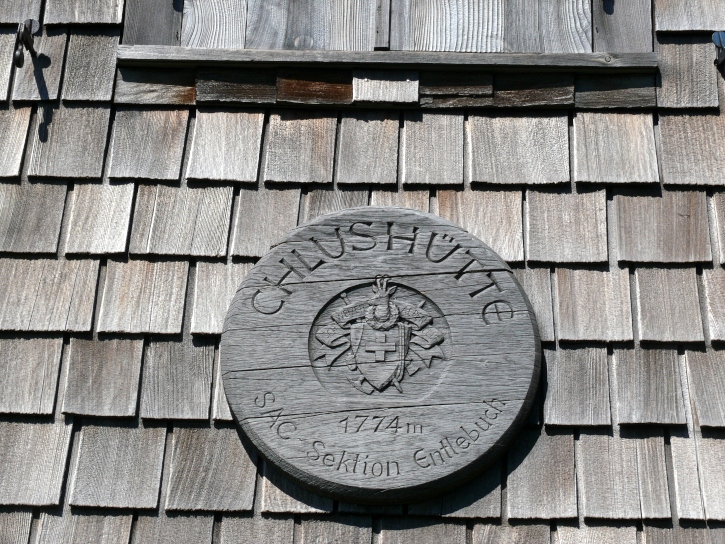 CHLUSHÜTTE
1774m
SAC-Sektion Entlebuch